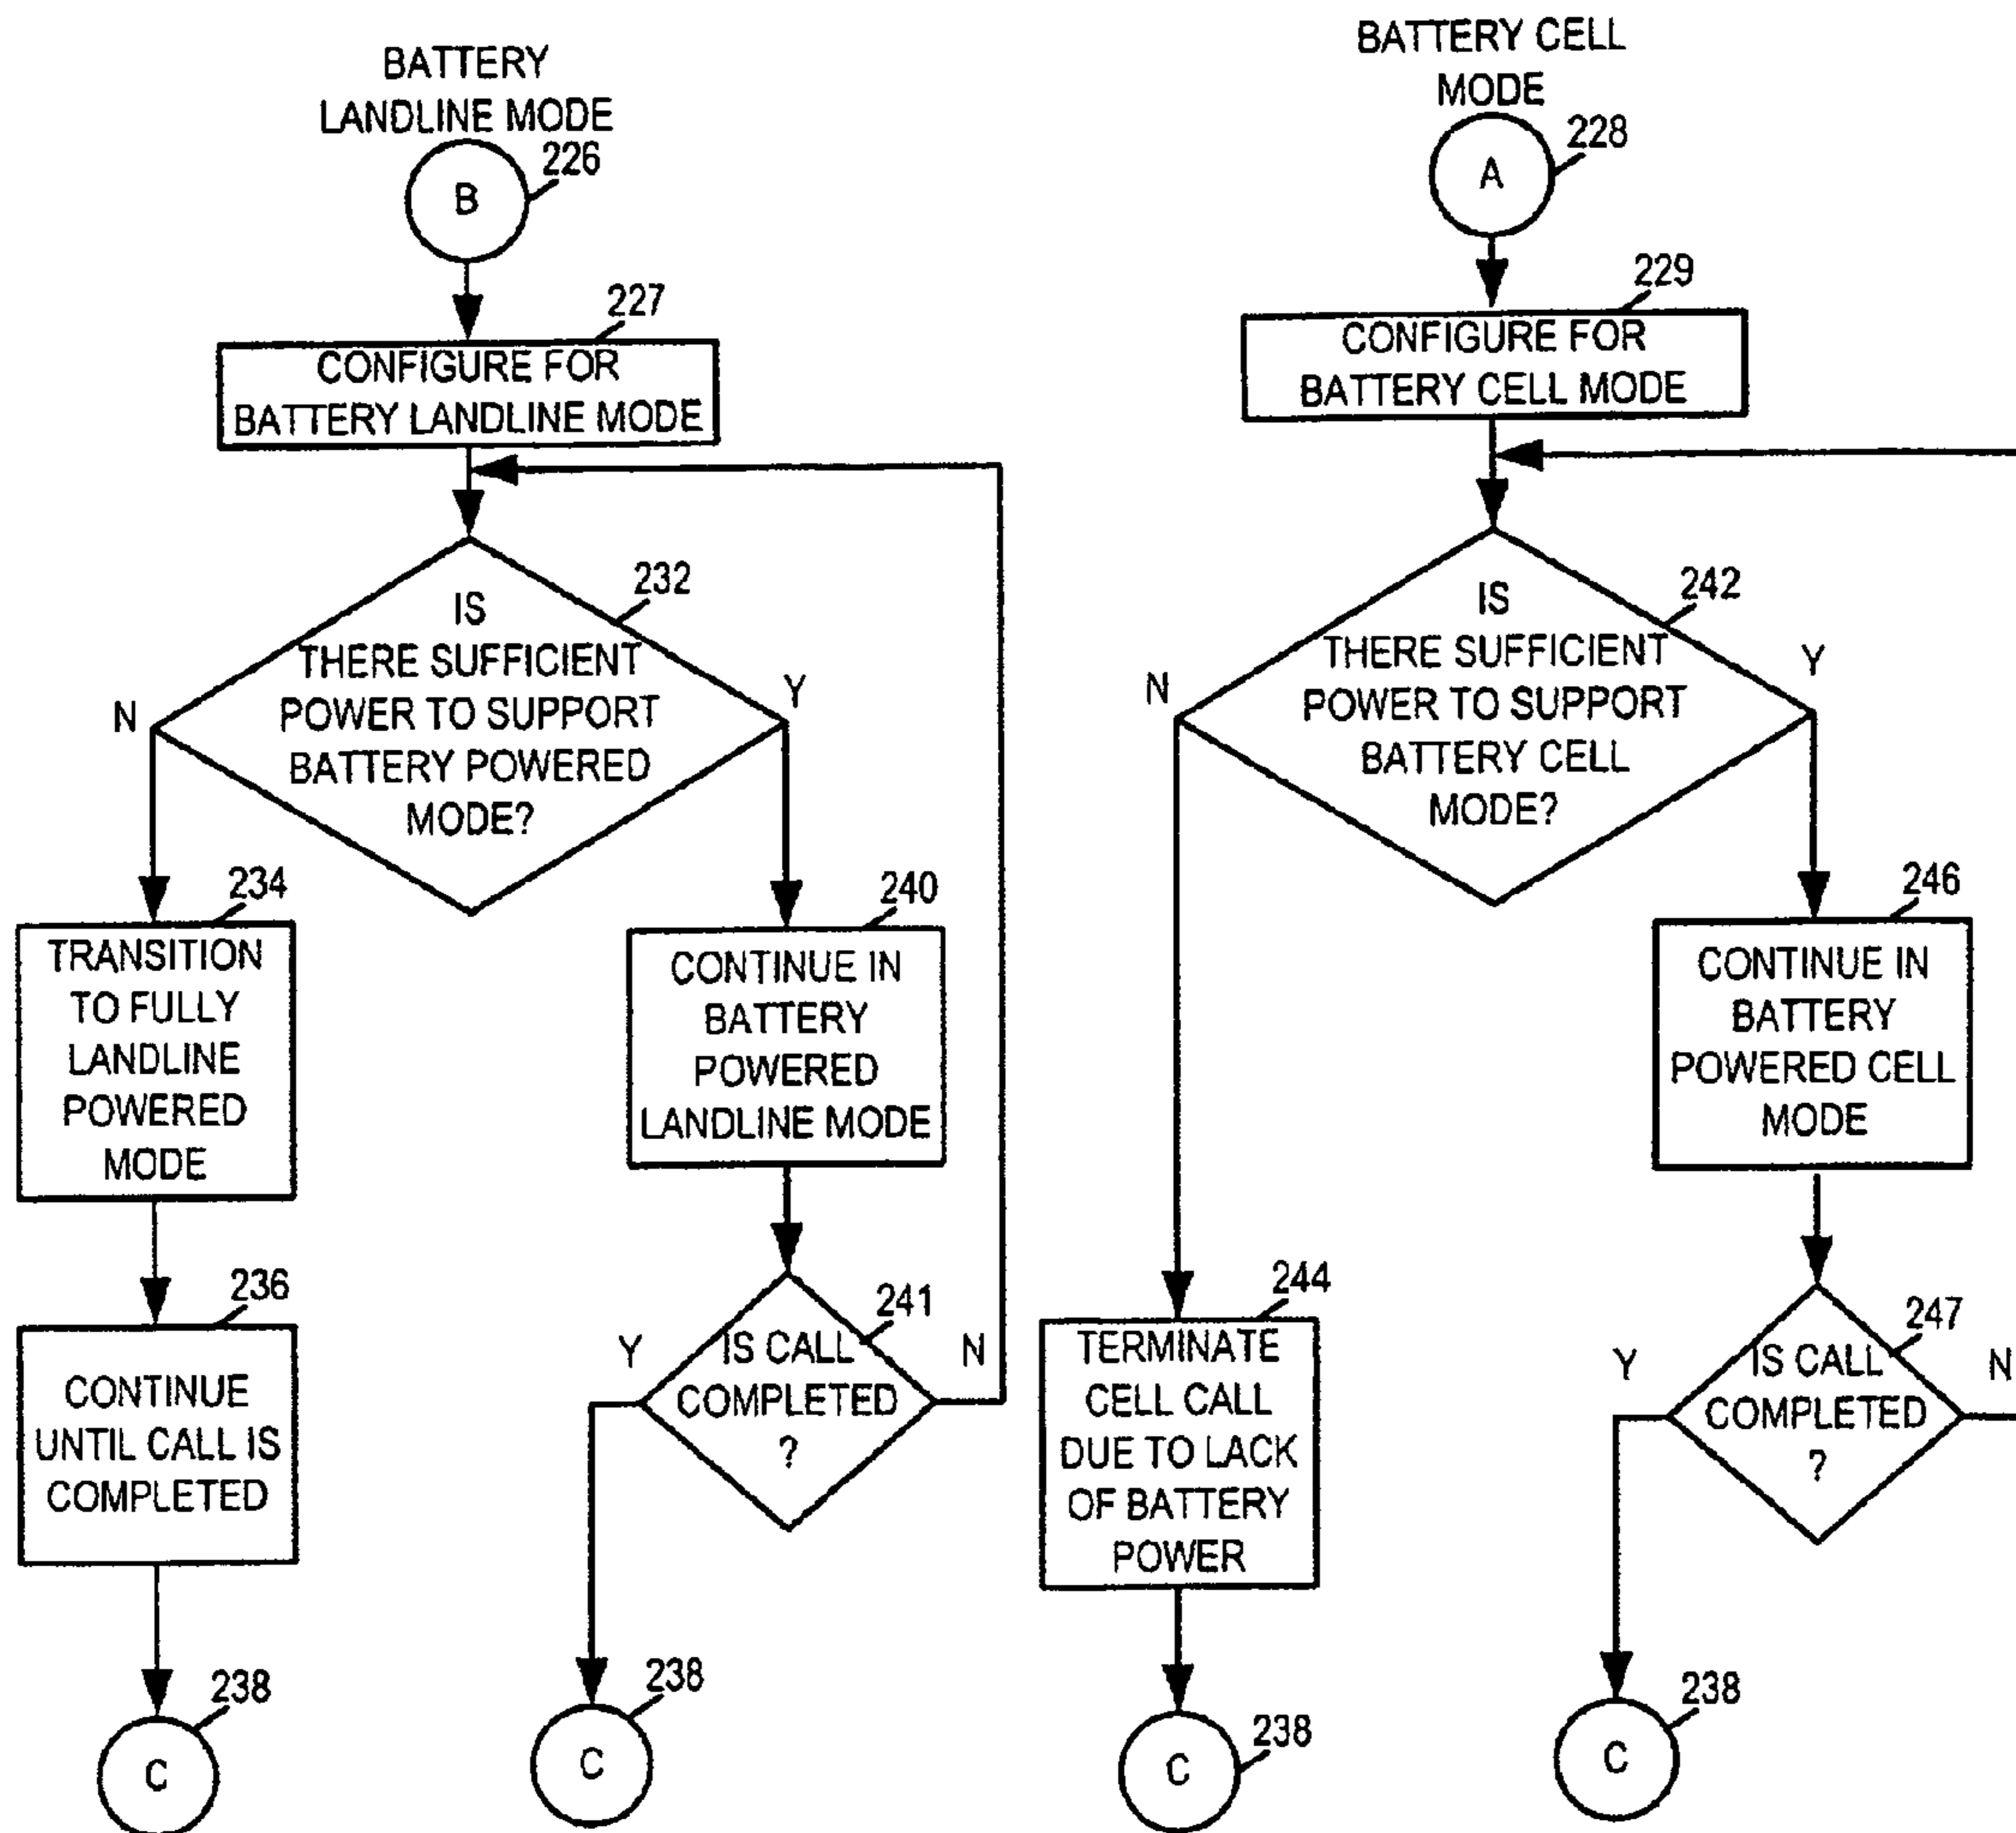 BATTERY
LANDLINE MODE
B
226
227
CONFIGURE FOR
BATTERY LANDLINE MODE
232
IS
THERE SUFFICIENT
POWER TO SUPPORT
BATTERY POWERED
MODE?
N
Y
234
TRANSITION
TO FULLY
LANDLINE
POWERED
MODE
240
CONTINUE IN
BATTERY
POWERED
LANDLINE MODE
236
CONTINUE
UNTIL CALL IS
COMPLETED
241
Y
IS CALL
COMPLETED
?
N
238
C
238
C
BATTERY CELL
MODE
A
228
229
CONFIGURE FOR
BATTERY CELL MODE
242
IS
THERE SUFFICIENT
POWER TO SUPPORT
BATTERY CELL
MODE?
N
Y
246
CONTINUE IN
BATTERY
POWERED CELL
MODE
244
TERMINATE
CELL CALL
DUE TO LACK
OF BATTERY
POWER
247
Y
IS CALL
COMPLETED
?
N
238
C
238
C